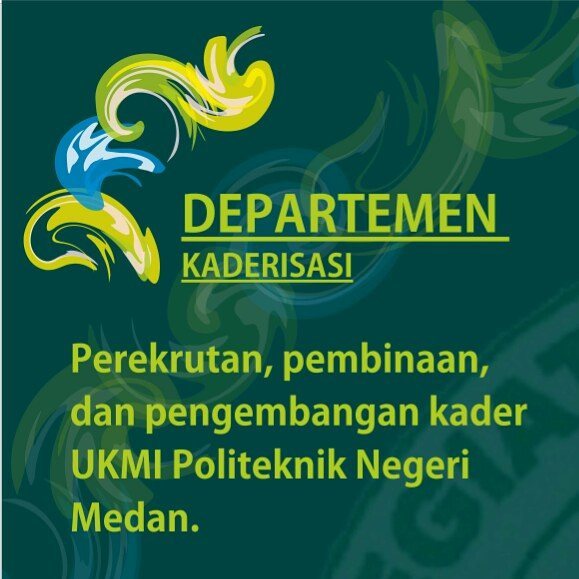 DEPARTEMEN
KADERISASI
Perekrutan, pembinaan,
dan pengembangan kader
UKMI Politeknik Negeri
Medan.